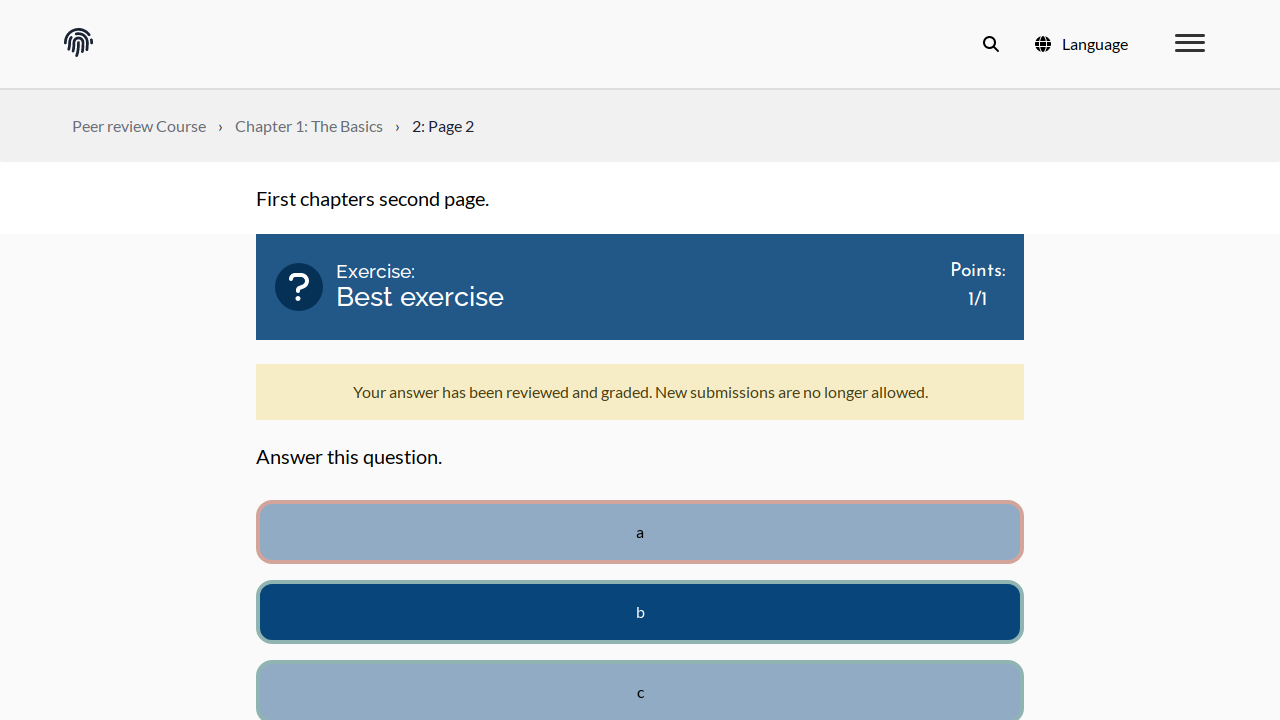 Language
Peer review Course › Chapter 1: The Basics › 2: Page 2
First chapters second page.
Exercise:
Best exercise
Points:
1/1
Your answer has been reviewed and graded. New submissions are no longer allowed.
Answer this question.
a
b
c